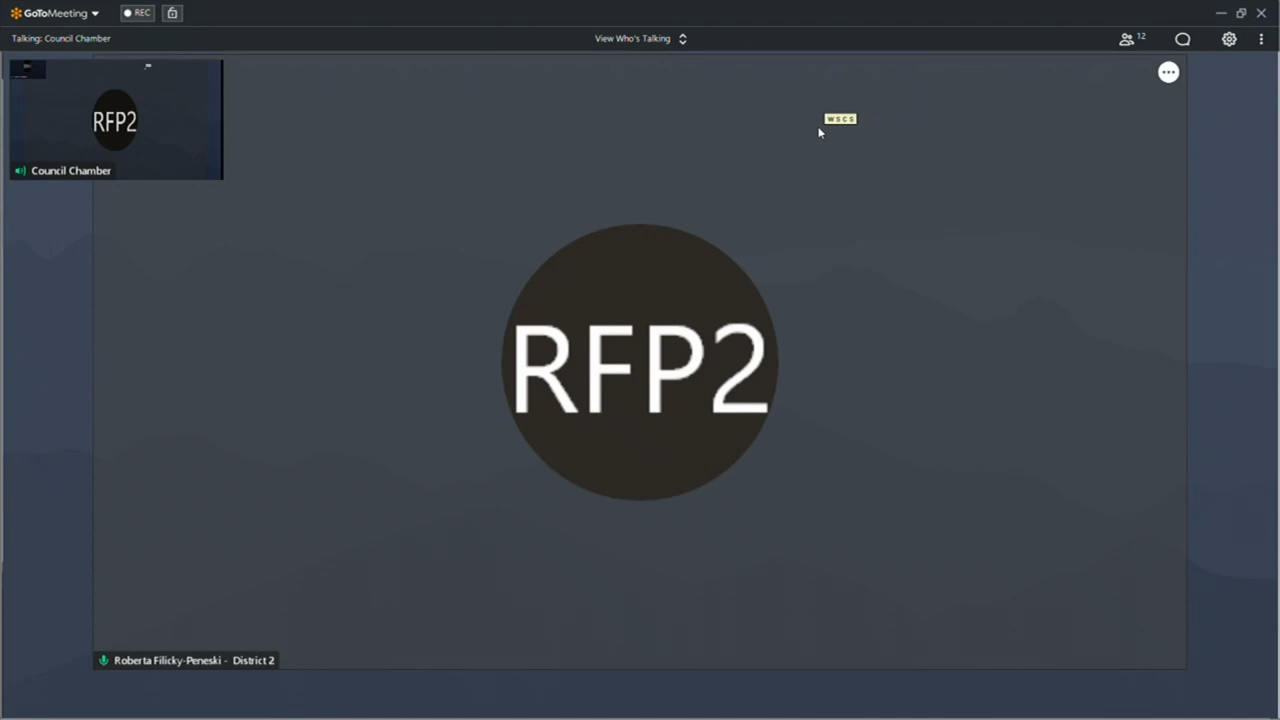 GoToMeeting
REC
Talking: Council Chamber
View Who's Talking
12
RFP2
Council Chamber
WSCS
RFP2
Roberta Filicky-Peneski - District 2